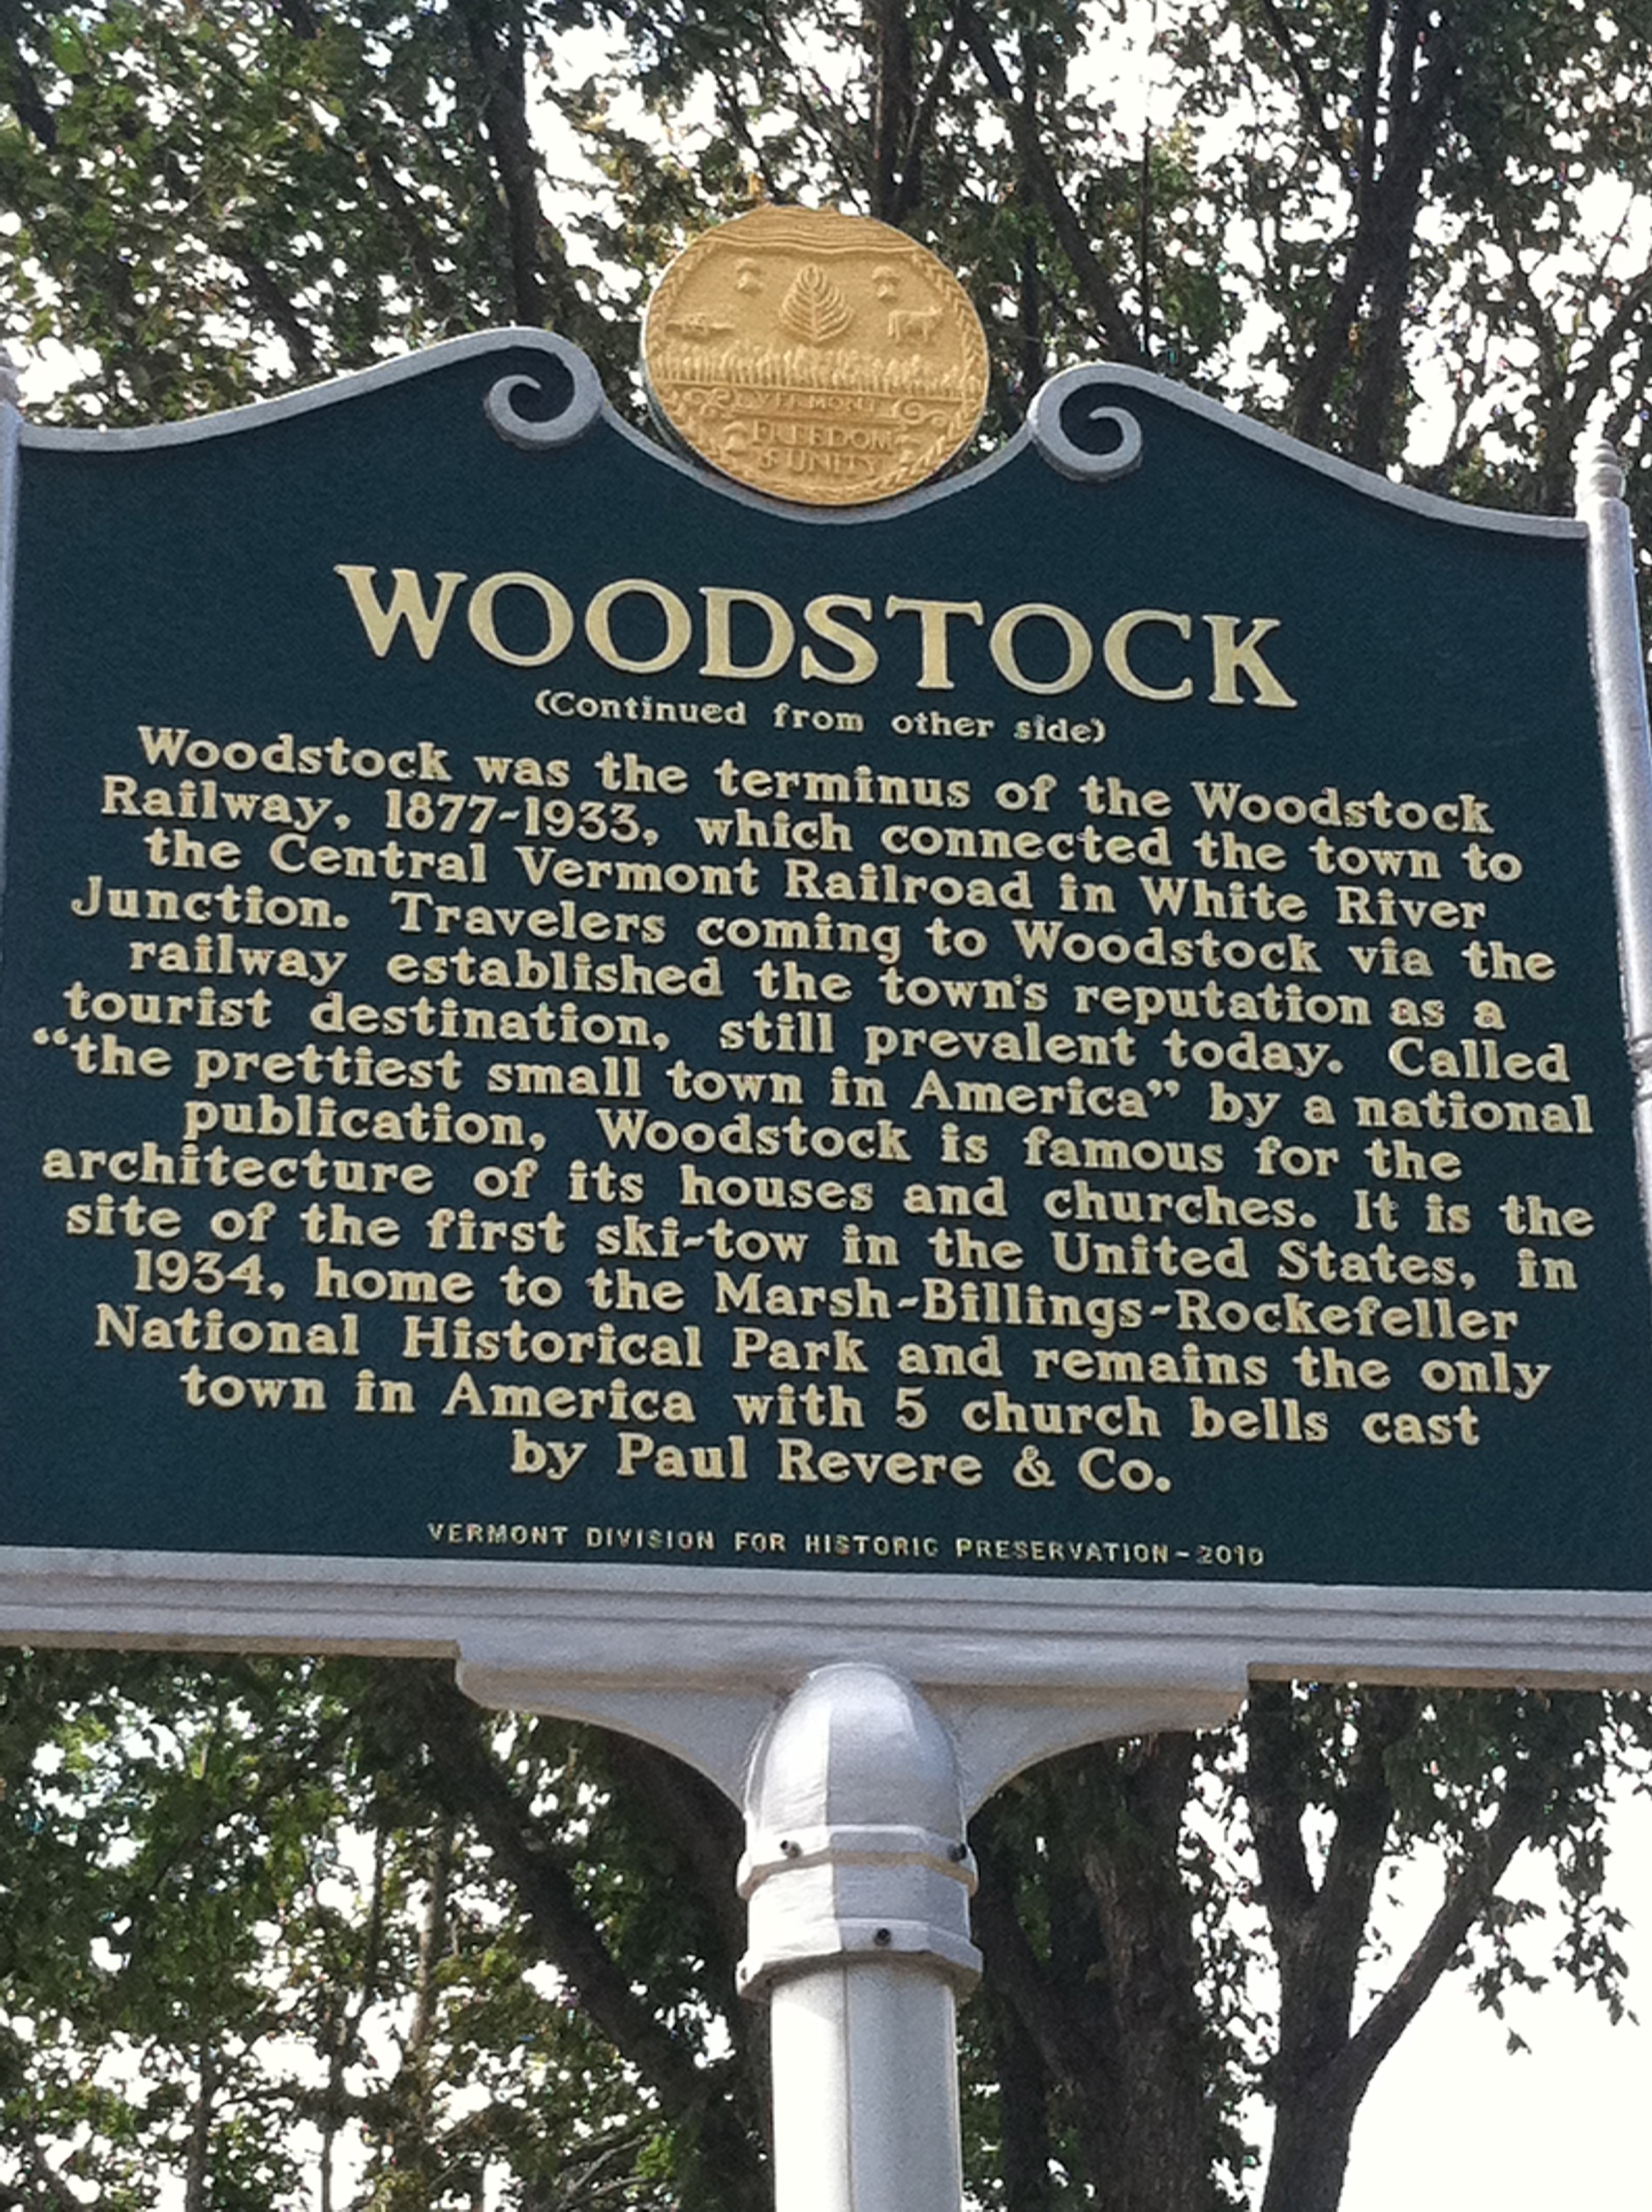 VERMONT
FREEDOM
& UNITY
WOODSTOCK
(Continued from other side)
Woodstock was the terminus of the Woodstock
Railway, 1877-1933, which connected the town to
the Central Vermont Railroad in White River
Junction. Travelers coming to Woodstock via the
railway established the town's reputation as a
tourist destination, still prevalent today. Called
“the prettiest small town in America” by a national
publication, Woodstock is famous for the
architecture of its houses and churches. It is the
site of the first ski-tow in the United States, in
1934, home to the Marsh-Billings-Rockefeller
National Historical Park and remains the only
town in America with 5 church bells cast
by Paul Revere & Co.
VERMONT DIVISION FOR HISTORIC PRESERVATION-2010